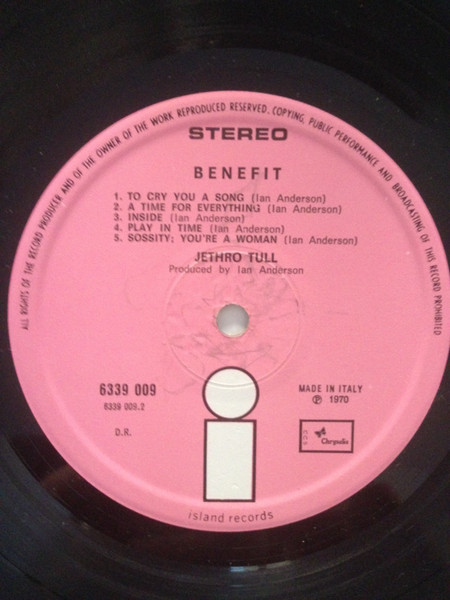 ALL RIGHTS OF THE RECORD PRODUCER AND OF THE OWNER OF THE WORK REPRODUCED RESERVED. COPYING, PUBLIC PERFORMANCE AND BROADCASTING OF THIS RECORD PROHIBITED
STEREO
BENEFIT
1. TO CRY YOU A SONG (Ian Anderson)
2. A TIME FOR EVERYTHING (Ian Anderson)
3. INSIDE (Ian Anderson)
4. PLAY IN TIME (Ian Anderson)
5. SOSSITY; YOU'RE A WOMAN (Ian Anderson)
JETHRO TULL
Produced by Ian Anderson
6339 009
6339 009.2
MADE IN ITALY
℗ 1970
D.R.
Chrysalis
island records